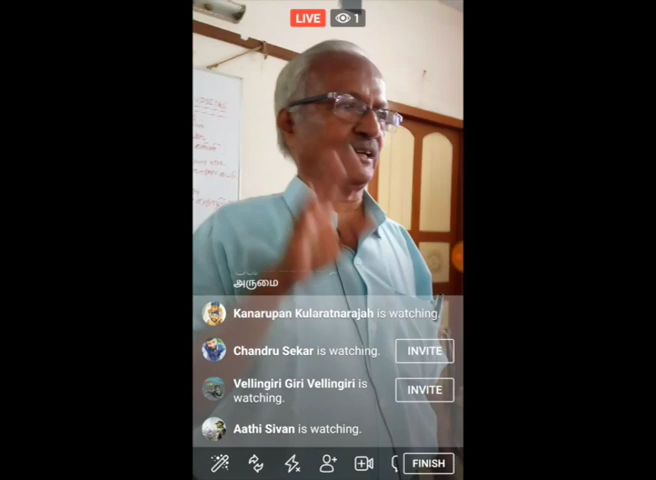 LIVE 1
அருமை
Kanarupan Kularatnarajah is watching.
Chandru Sekar is watching.
INVITE
Vellingiri Giri Vellingiri is
watching.
INVITE
Aathi Sivan is watching.
FINISH